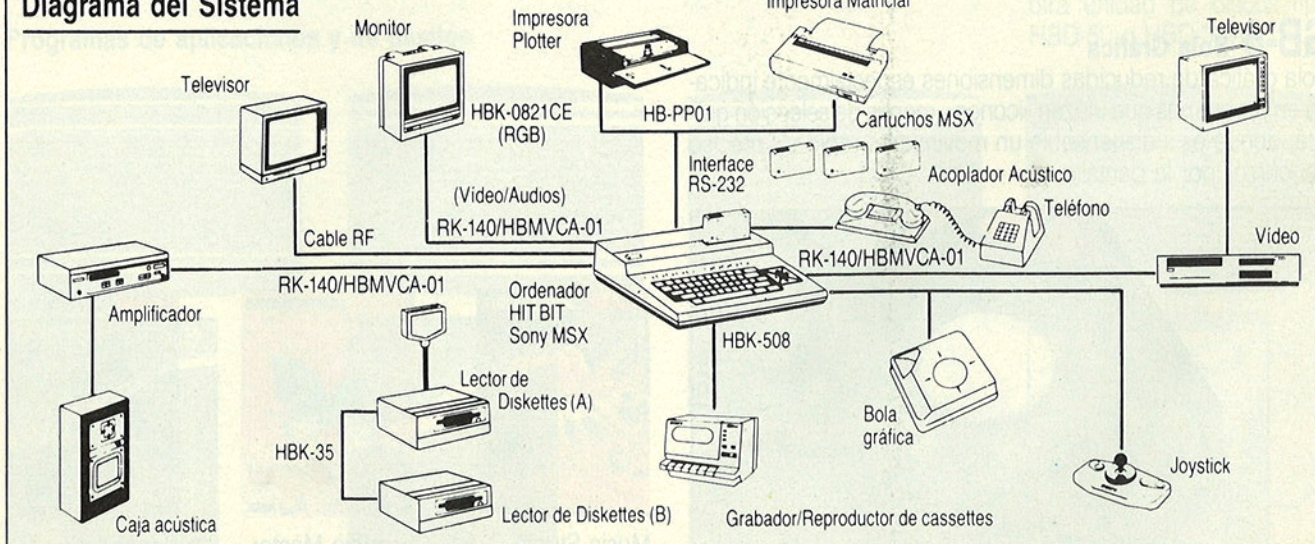 Diagrama del Sistema
Monitor
Impresora
Plotter
Impresora Matricial
Televisor
Televisor
HBK-0821CE
(RGB)
HB-PP01
Cartuchos MSX
Interface
RS-232
Acoplador Acústico
Teléfono
(Vídeo/Audios)
RK-140/HBMVCA-01
Cable RF
Vídeo
RK-140/HBMVCA-01
RK-140/HBMVCA-01
Amplificador
Ordenador
HIT BIT
Sony MSX
HBK-508
Lector de
Diskettes (A)
Bola
gráfica
HBK-35
Joystick
Lector de Diskettes (B)
Grabador/Reproductor de cassettes
Caja acústica